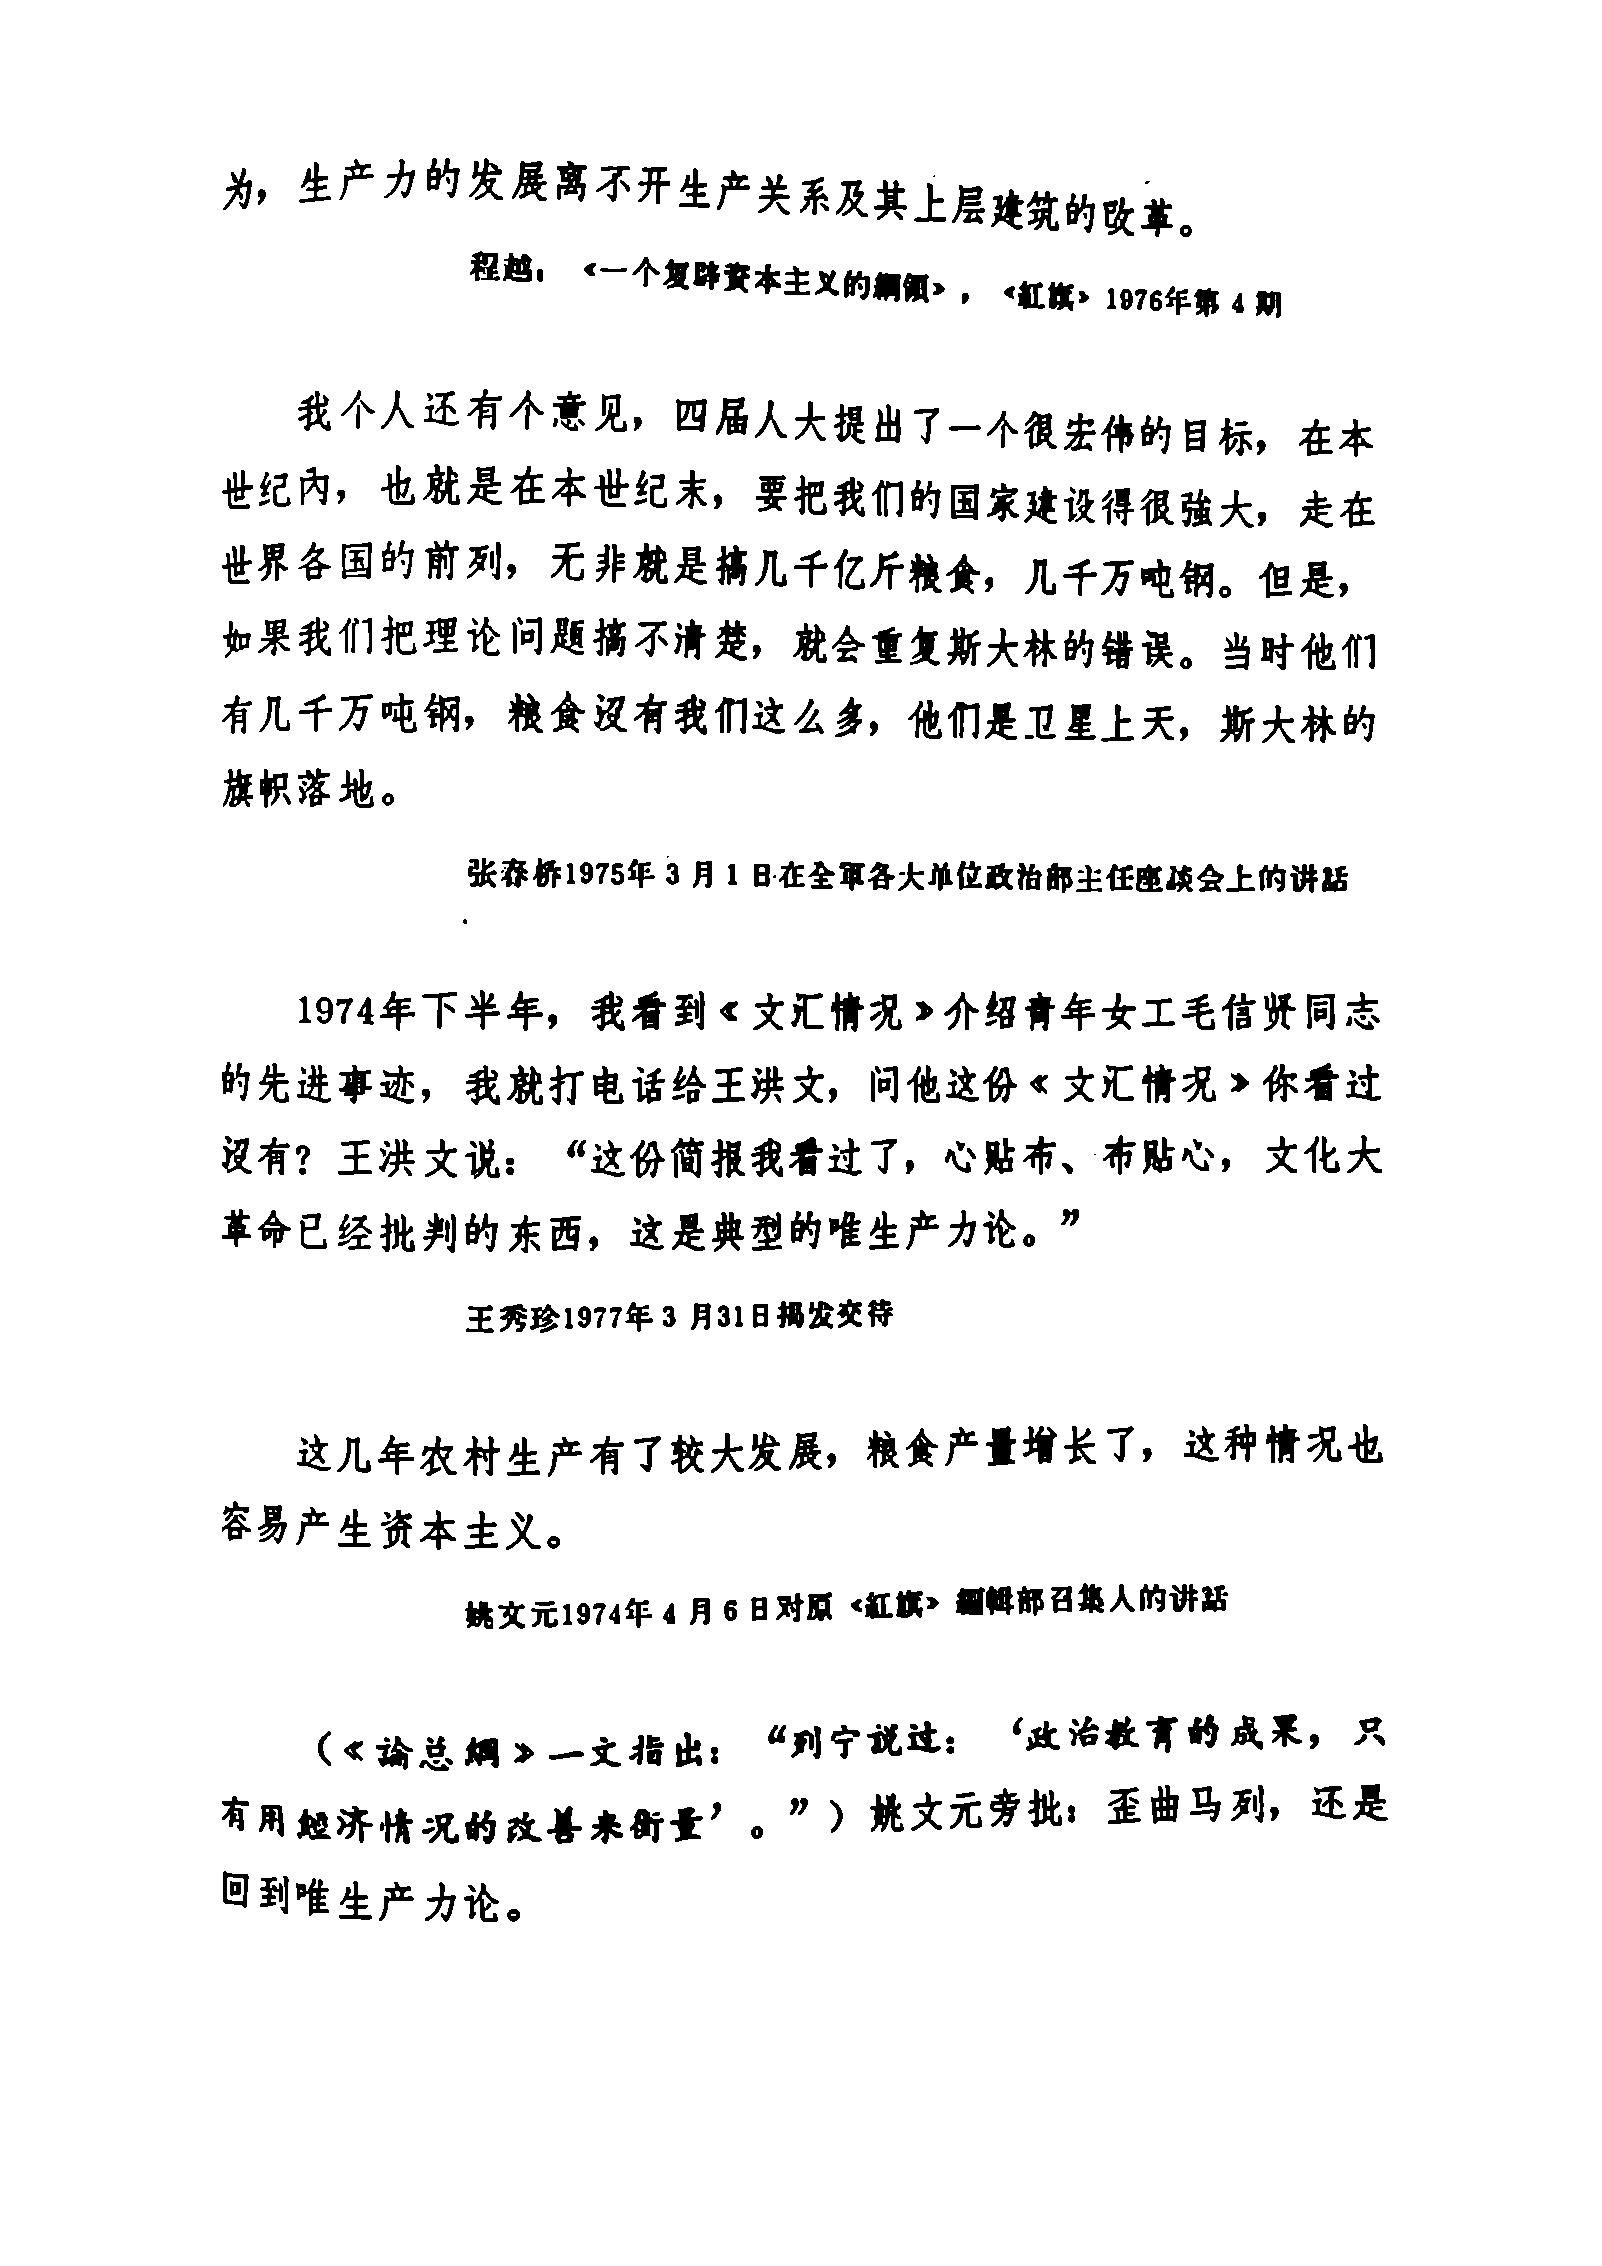 为，生产力的发展离不开生产关系及其上层建筑的改革。
程越：《一个复辟资本主义的綱領》，《紅旗》1976年第4期
我个人还有个意见，四届人大提出了一个很宏伟的目标，在本
世纪内，也就是在本世纪末，要把我们的国家建设得很強大，走在
世界各国的前列，无非就是搞几千亿斤粮食，几千万吨钢。但是，
如果我们把理论问题搞不清楚，就会重复斯大林的错误。当时他们
有几千万吨钢，粮食沒有我们这么多，他们是卫星上天，斯大林的
旗帜落地。
张春桥1975年3月1日在全軍各大单位政治部主任座谈会上的讲話
1974年下半年，我看到《文汇情况》介绍青年女工毛信贤同志
的先进事迹，我就打电话给王洪文，问他这份《文汇情况》你看过
沒有？王洪文说：“这份简报我看过了，心贴布、布贴心，文化大
革命已经批判的东西，这是典型的唯生产力论。”
王秀珍1977年3月31日揭发交待
这几年农村生产有了较大发展，粮食产量增长了，这种情况也
容易产生资本主义。
姚文元1974年4月6日对原《紅旗》編輯部召集人的讲話
（《論总綱》一文指出：“列宁說过：‘政治教育的成果，只
有用經济情况的改善来衡量’。”）姚文元旁批：歪曲马列，还是
回到唯生产力论。